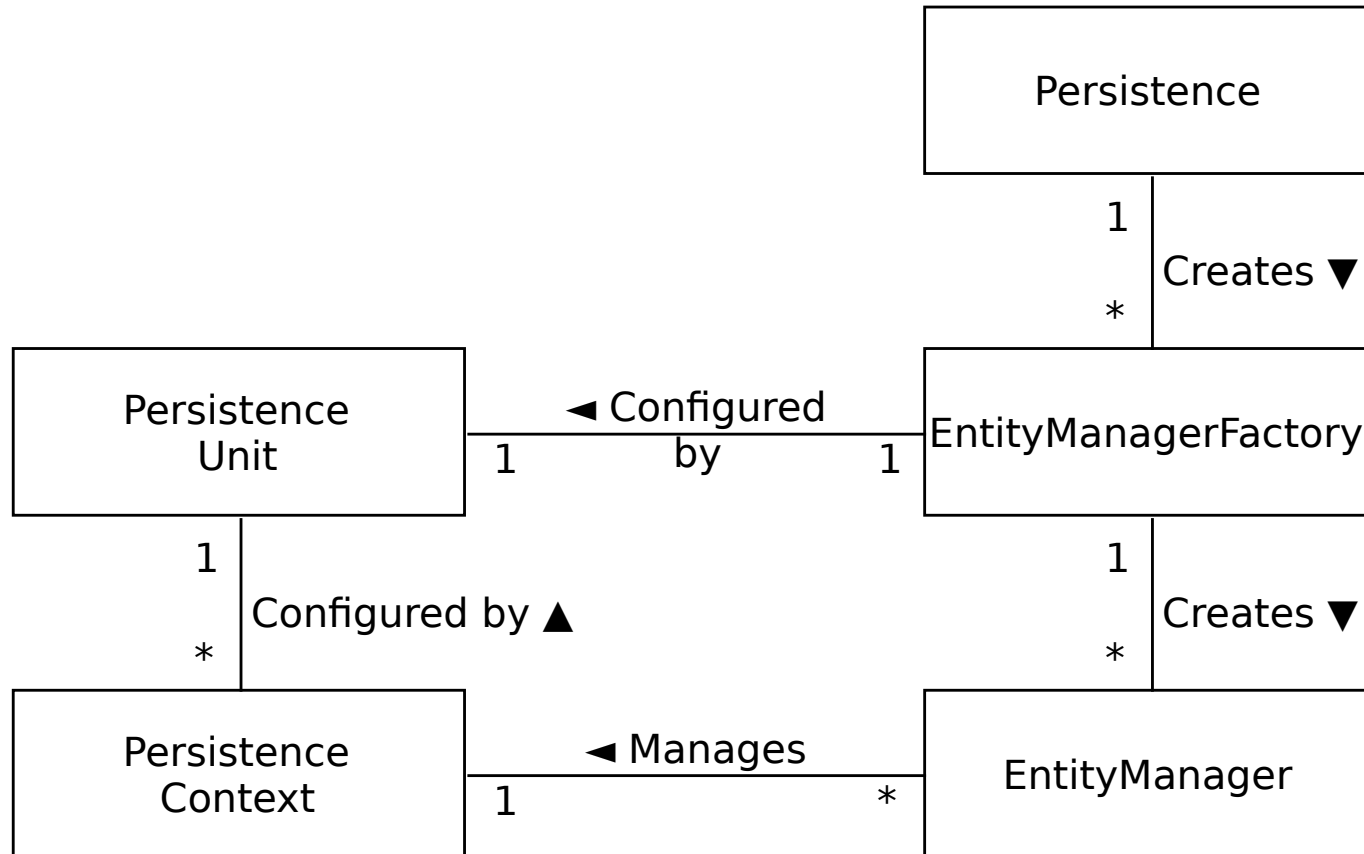 Persistence
1
Creates ▼
*
Persistence
Unit
◄ Configured
by
1
1
EntityManagerFactory
1
Configured by ▲
*
1
Creates ▼
*
Persistence
Context
◄ Manages
1
*
EntityManager